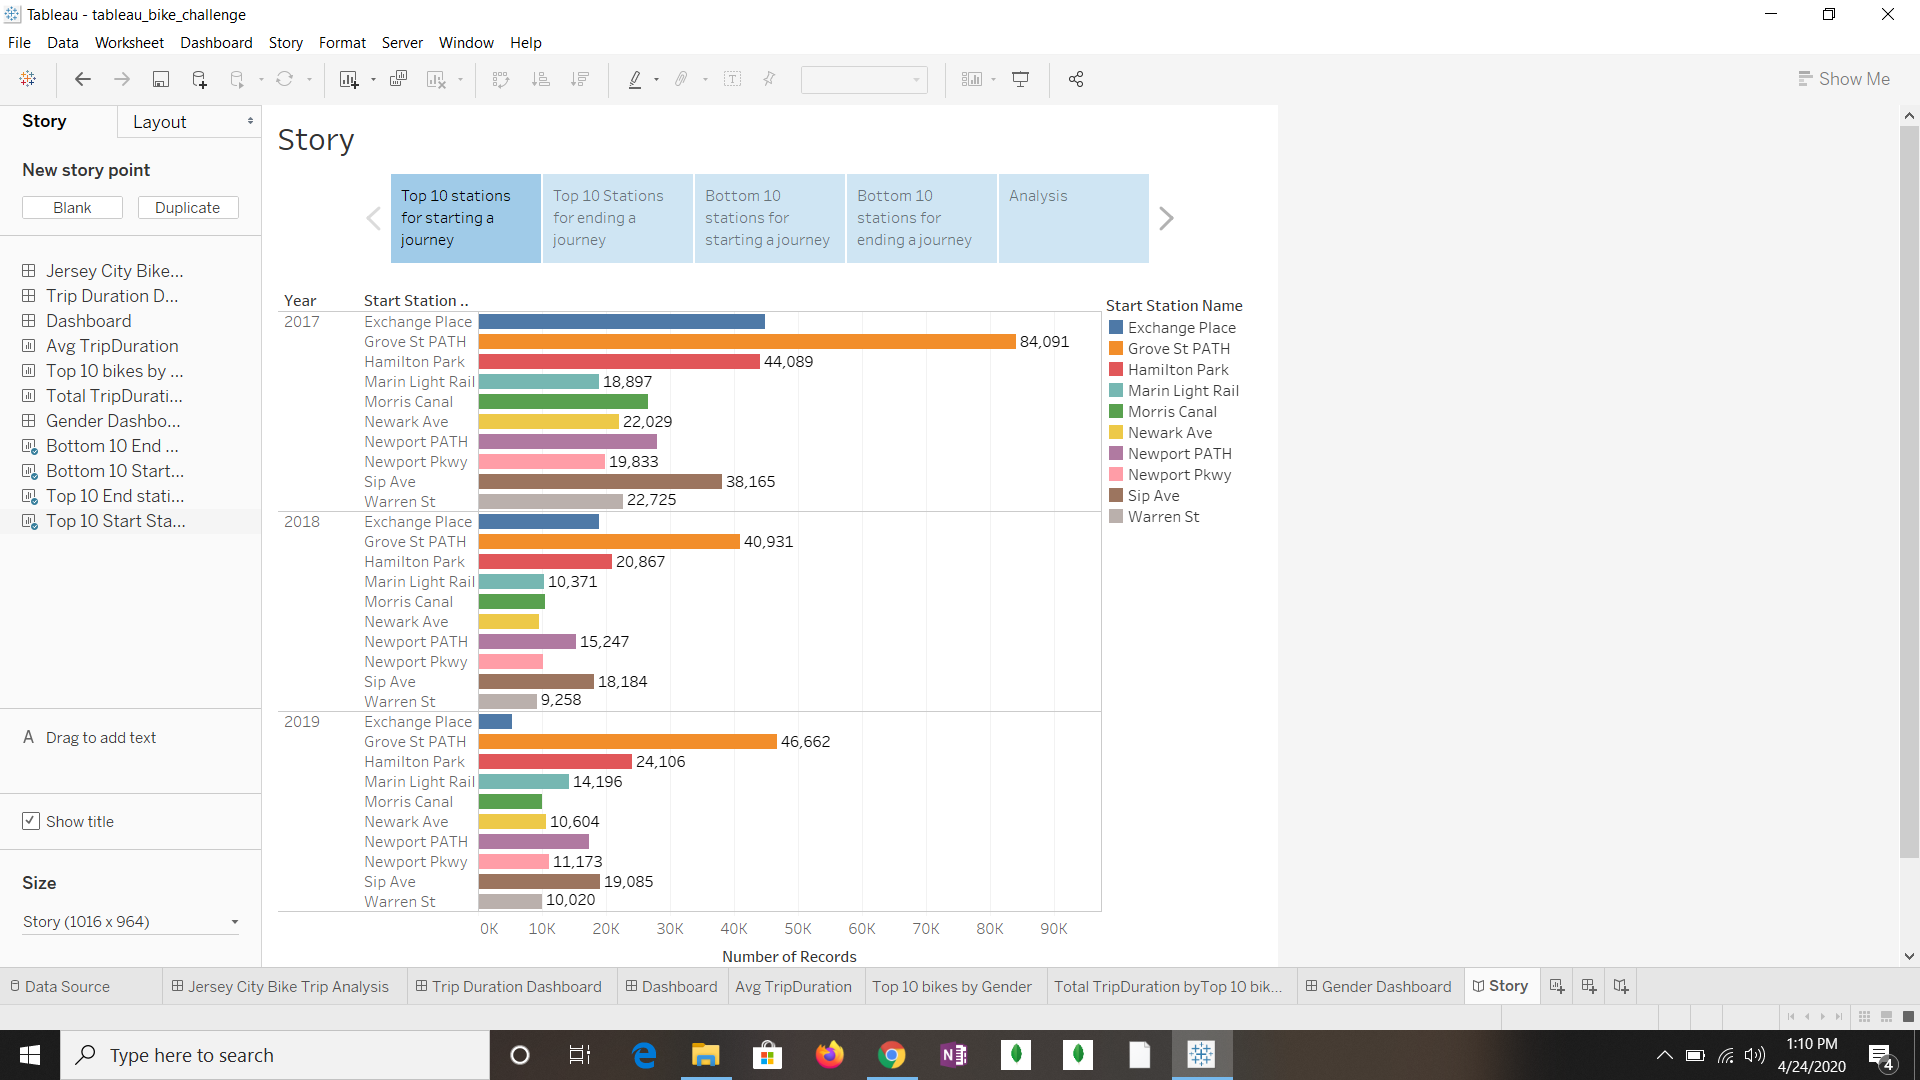 Tableau - tableau_bike_challenge
File Data Worksheet Dashboard Story Format Server Window Help
Show Me
Story Layout
New story point
Blank Duplicate
Jersey City Bike...
Trip Duration D...
Dashboard
Avg TripDuration
Top 10 bikes by ...
Total TripDurati...
Gender Dashbo...
Bottom 10 End ...
Bottom 10 Start...
Top 10 End stati...
Top 10 Start Sta...
A Drag to add text
Show title
Size
Story (1016 x 964)
Story
Top 10 stations
for starting a
journey
Top 10 Stations
for ending a
journey
Bottom 10
stations for
starting a journey
Bottom 10
stations for
ending a journey
Analysis
Year Start Station ..
2017 Exchange Place
Grove St PATH 84,091
Hamilton Park 44,089
Marin Light Rail 18,897
Morris Canal
Newark Ave 22,029
Newport PATH
Newport Pkwy 19,833
Sip Ave 38,165
Warren St 22,725
2018 Exchange Place
Grove St PATH 40,931
Hamilton Park 20,867
Marin Light Rail 10,371
Morris Canal
Newark Ave
Newport PATH 15,247
Newport Pkwy
Sip Ave 18,184
Warren St 9,258
2019 Exchange Place
Grove St PATH 46,662
Hamilton Park 24,106
Marin Light Rail 14,196
Morris Canal
Newark Ave 10,604
Newport PATH
Newport Pkwy 11,173
Sip Ave 19,085
Warren St 10,020
0K 10K 20K 30K 40K 50K 60K 70K 80K 90K
Number of Records
Start Station Name
Exchange Place
Grove St PATH
Hamilton Park
Marin Light Rail
Morris Canal
Newark Ave
Newport PATH
Newport Pkwy
Sip Ave
Warren St
Data Source Jersey City Bike Trip Analysis Trip Duration Dashboard Dashboard Avg TripDuration Top 10 bikes by Gender Total TripDuration byTop 10 bik... Gender Dashboard Story
Type here to search
1:10 PM
4/24/2020
4